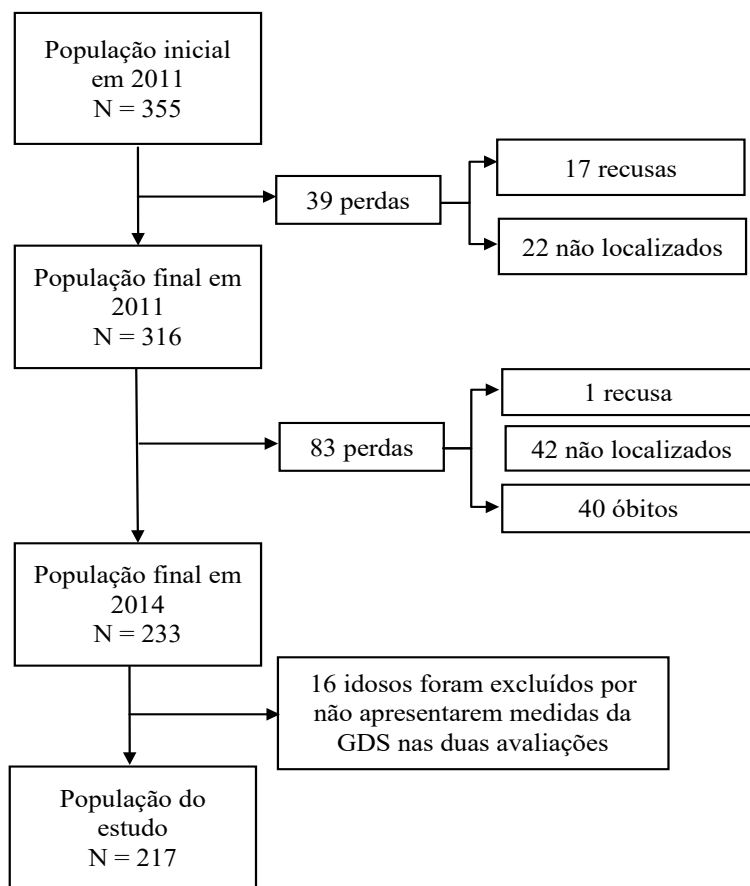 População inicial
em 2011
N = 355
39 perdas
17 recusas
22 não localizados
População final em
2011
N = 316
83 perdas
1 recusa
42 não localizados
40 óbitos
População final em
2014
N = 233
16 idosos foram excluídos por
não apresentarem medidas da
GDS nas duas avaliações
População do
estudo
N = 217